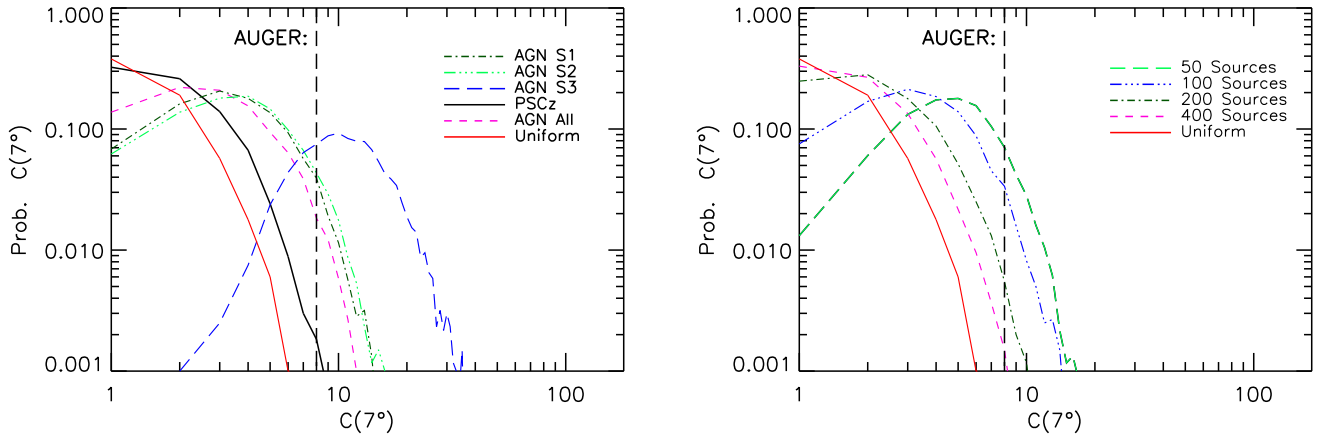 AUGER:
AGN S1
AGN S2
AGN S3
PSCz
AGN All
Uniform
Prob. C(7°)
1.000
0.100
0.010
0.001
1
10
100
C(7°)
AUGER:
50 Sources
100 Sources
200 Sources
400 Sources
Uniform
Prob. C(7°)
1.000
0.100
0.010
0.001
1
10
100
C(7°)